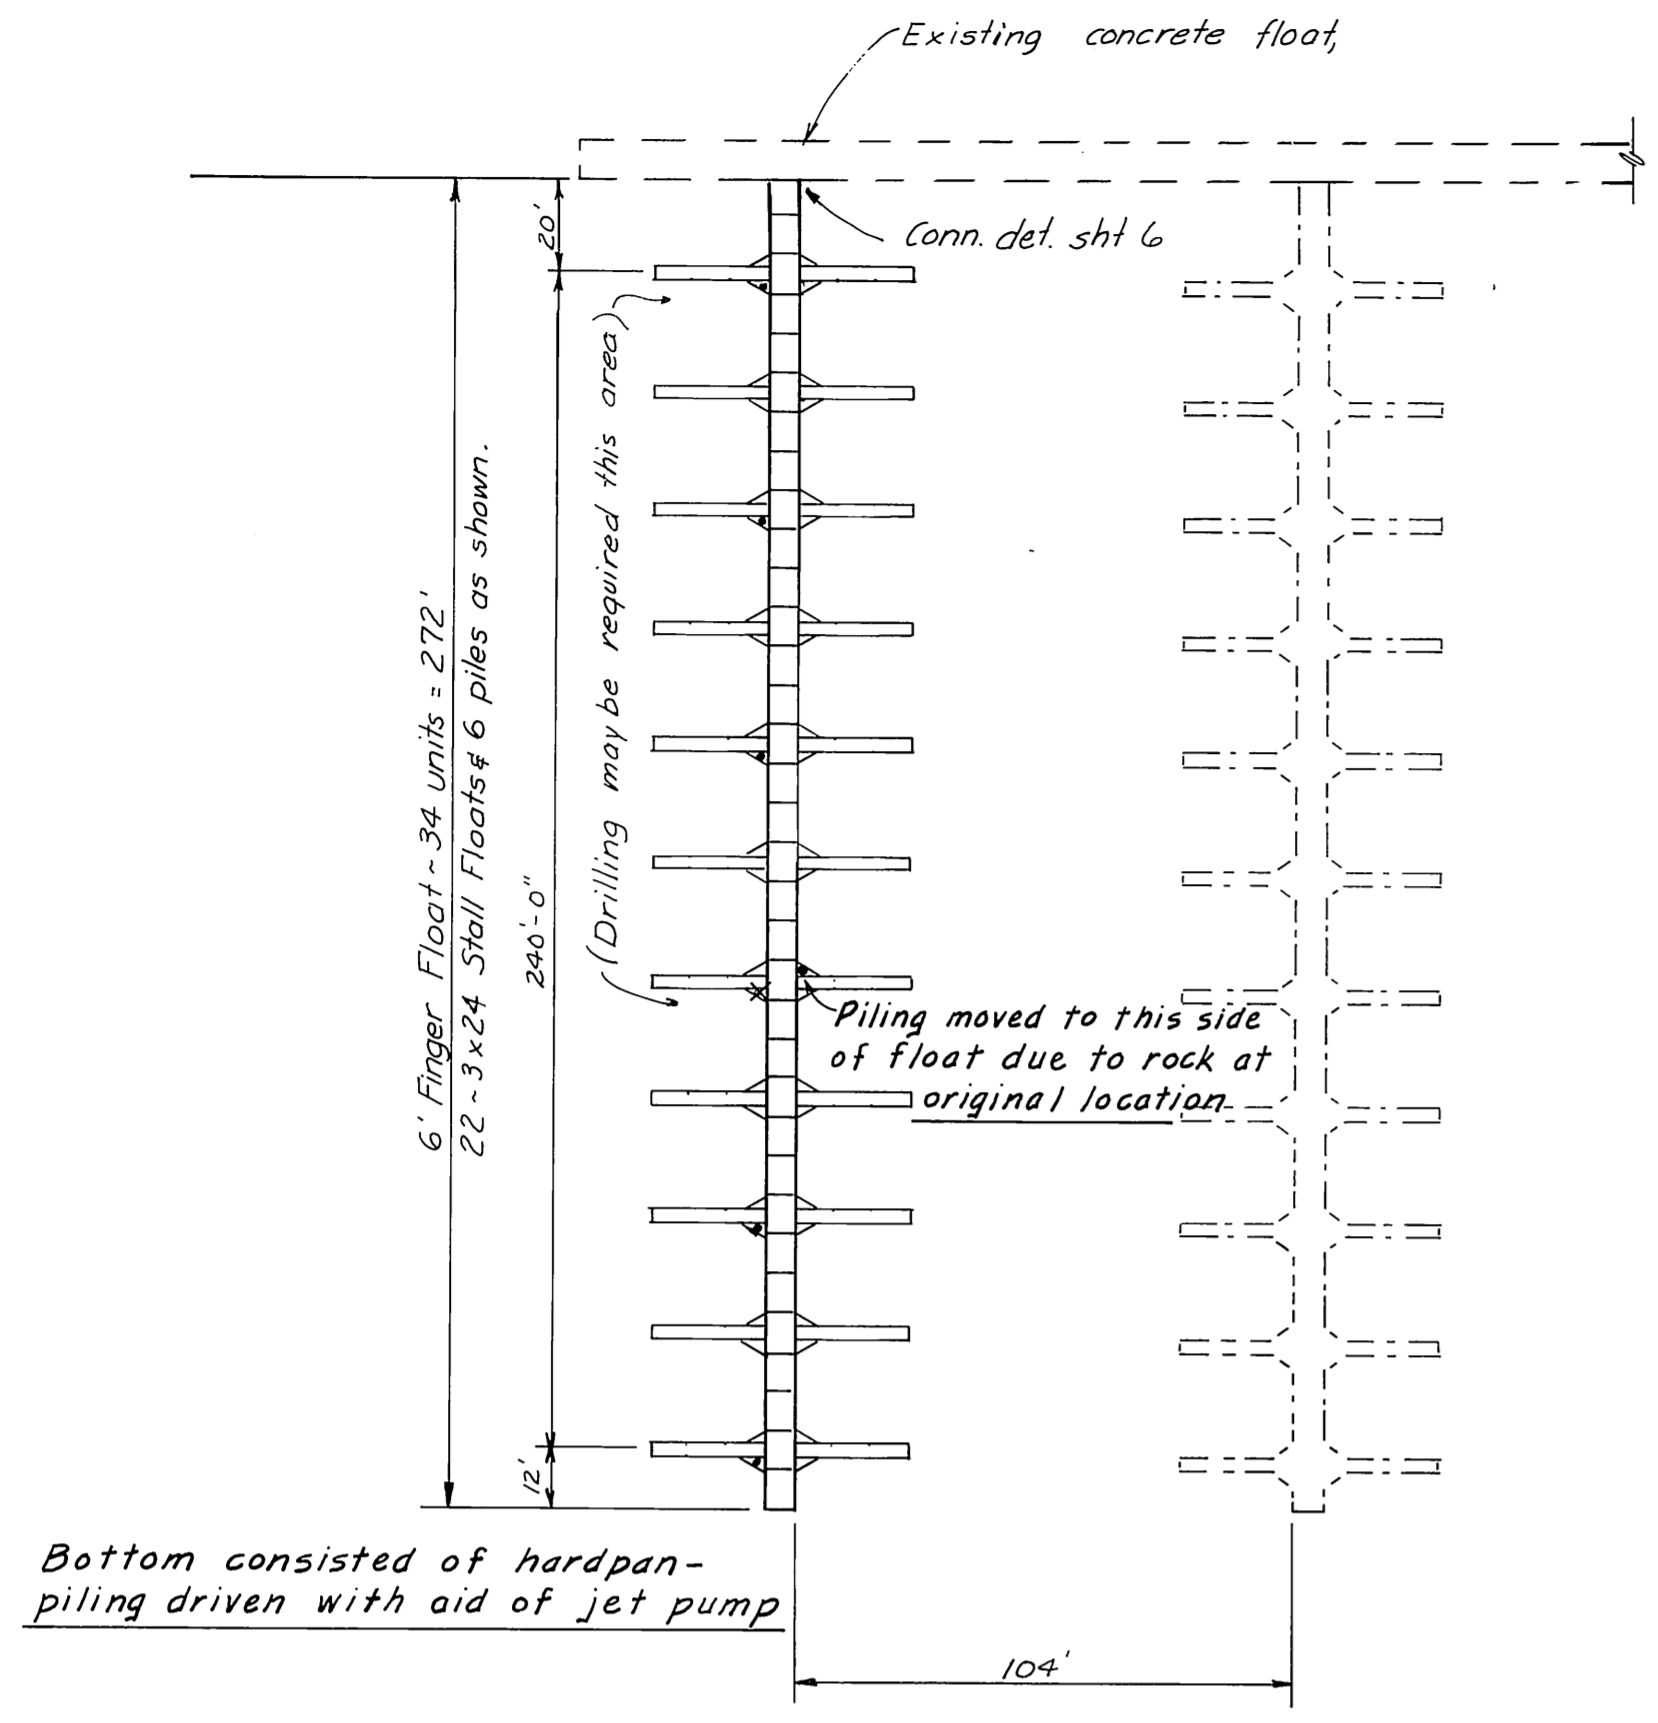 Existing concrete float,
Conn. det. sht 6
20'
(Drilling may be required this area)
6' Finger Float ~ 34 units = 272'
22 ~ 3x24 Stall Floats & 6 piles as shown.
240'-0"
Piling moved to this side
of float due to rock at
original location
12'
Bottom consisted of hardpan-
piling driven with aid of jet pump
104'